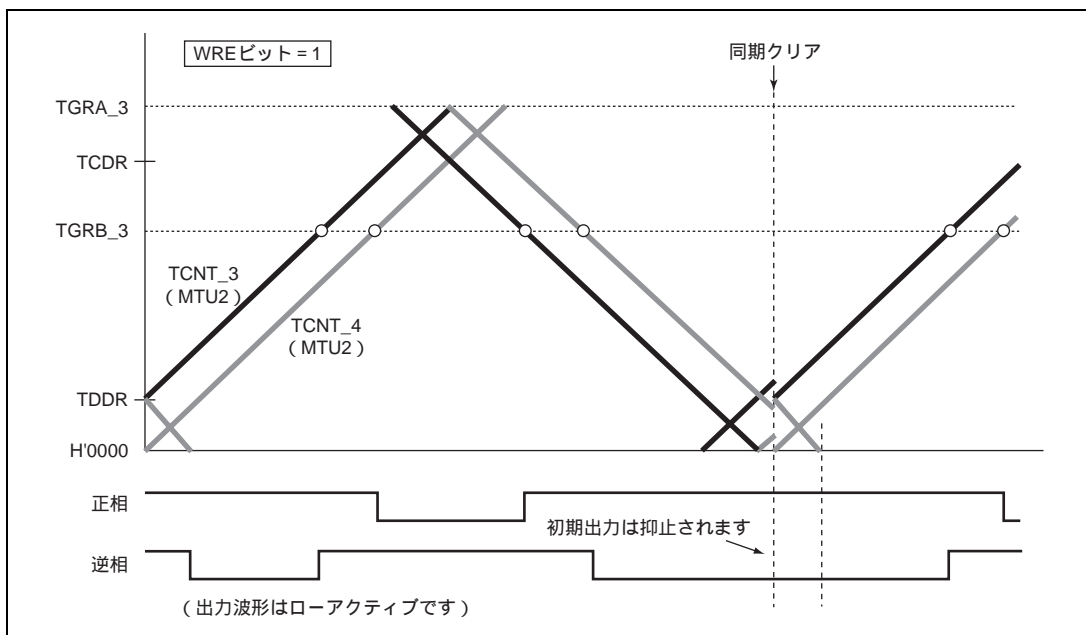 WREビット = 1
同期クリア
TGRA_3
TCDR
TGRB_3
TCNT_3
（MTU2）
TCNT_4
（MTU2）
TDDR
H'0000
正相
初期出力は抑止されます
逆相
（出力波形はローアクティブです）